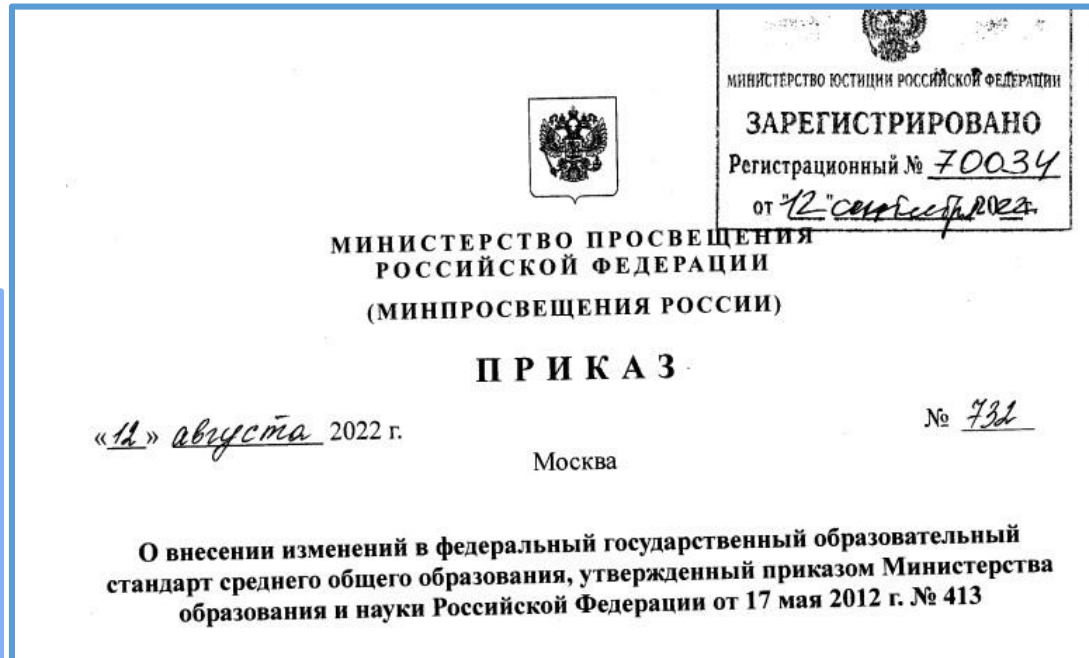 МИНИСТЕРСТВО ЮСТИЦИИ РОССИЙСКОЙ ФЕДЕРАЦИИ
ЗАРЕГИСТРИРОВАНО
Регистрационный № 70034
от "12" сентября 2022г.
МИНИСТЕРСТВО ПРОСВЕЩЕНИЯ
РОССИЙСКОЙ ФЕДЕРАЦИИ
(МИНПРОСВЕЩЕНИЯ РОССИИ)
ПРИКАЗ
«12» августа 2022 г.
№ 732
Москва
О внесении изменений в федеральный государственный образовательный
стандарт среднего общего образования, утвержденный приказом Министерства
образования и науки Российской Федерации от 17 мая 2012 г. № 413